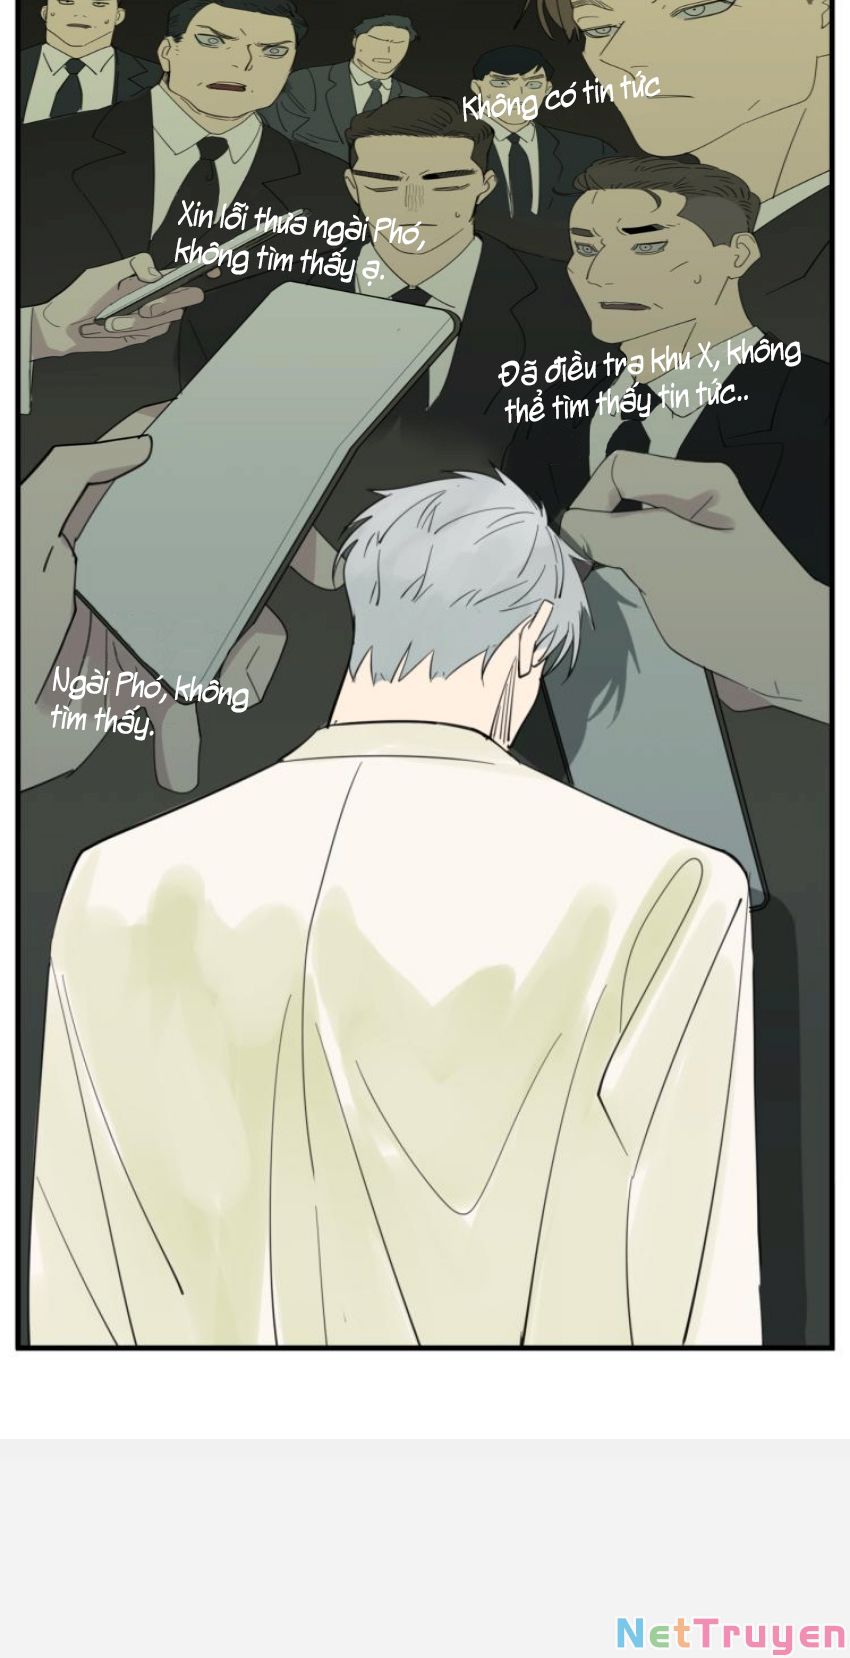 Không có tin tức
Xin lỗi thưa ngài Phó,
không tìm thấy ạ.
Đã điều tra khu X, không
thể tìm thấy tin tức..
Ngài Phó, không
tìm thấy.
NetTruyen